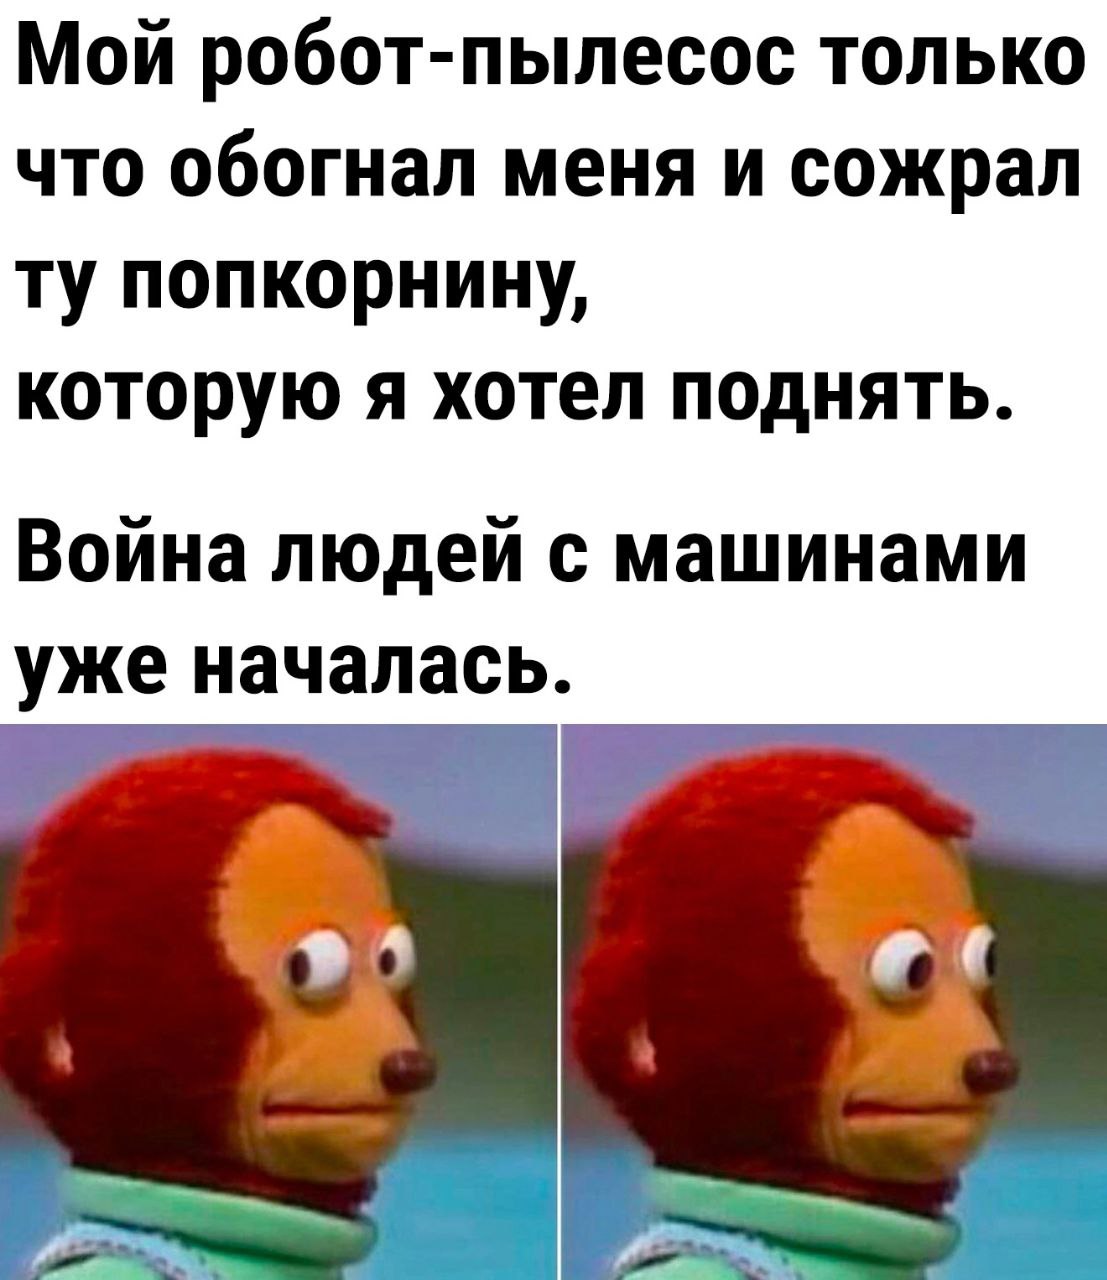 Мой робот-пылесос только
что обогнал меня и сожрал
ту попкорнину,
которую я хотел поднять.
Война людей с машинами
уже началась.